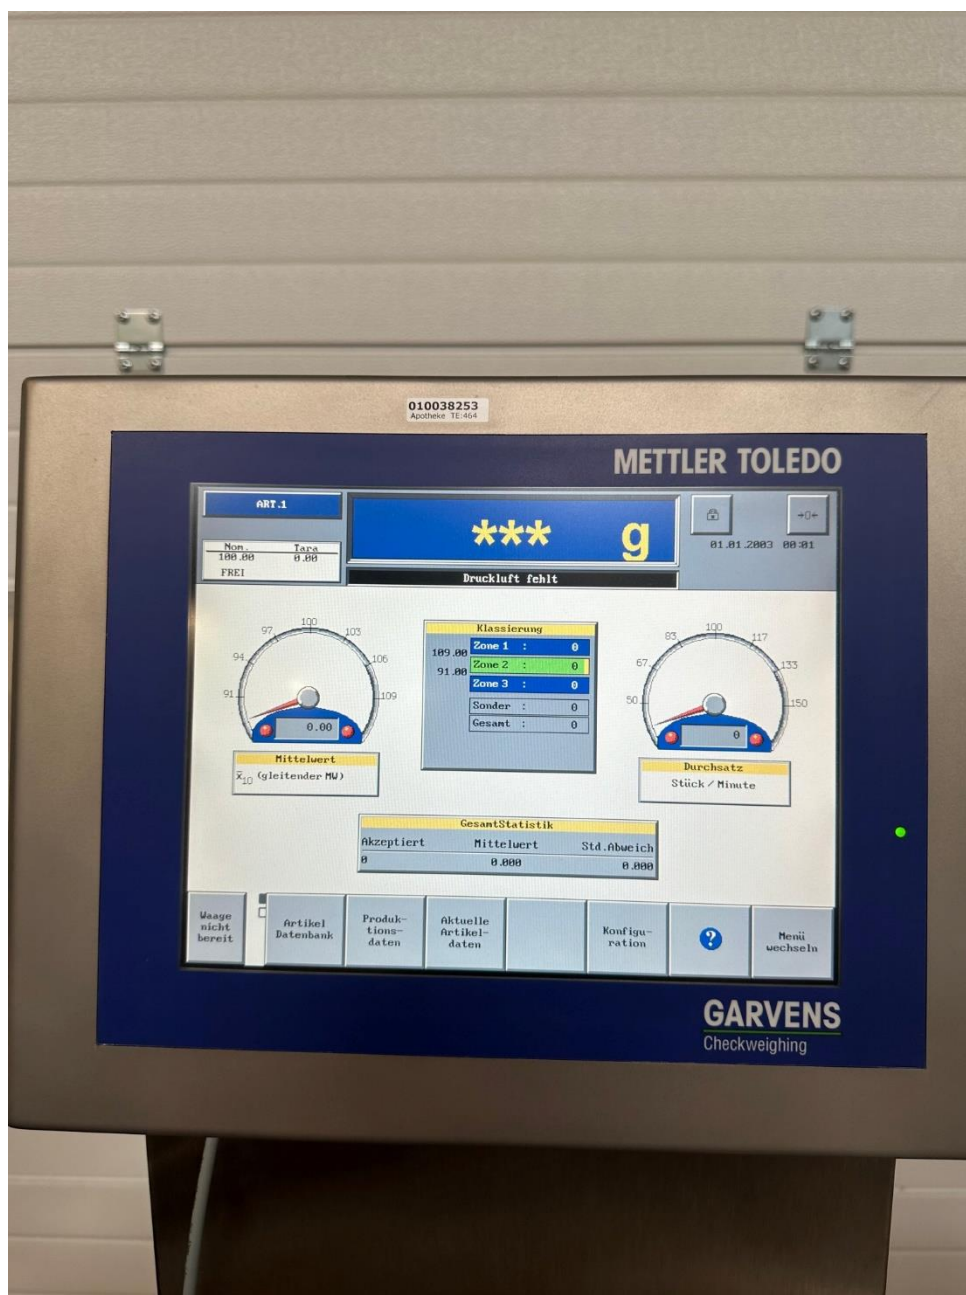 010038253
Apotheke TE:464
METTLER TOLEDO
ART.1
*** g
→0←
01.01.2003 00:01
Nom. Tara
100.00 0.00
FREI
Druckluft fehlt
91 94 97 100 103 106 109
0.00
Mittelwert
x̄10 (gleitender MW)
Klassierung
Zone 1 : 0
109.00
Zone 2 : 0
91.00
Zone 3 : 0
Sonder : 0
Gesamt : 0
50 67 83 100 117 133 150
0
Durchsatz
Stück / Minute
GesamtStatistik
Akzeptiert Mittelwert Std.Abweich
0 0.000 0.000
Waage
nicht
bereit
Artikel
Datenbank
Produk-
tions-
daten
Aktuelle
Artikel-
daten
Konfigu-
ration
?
Menü
wechseln
GARVENS
Checkweighing